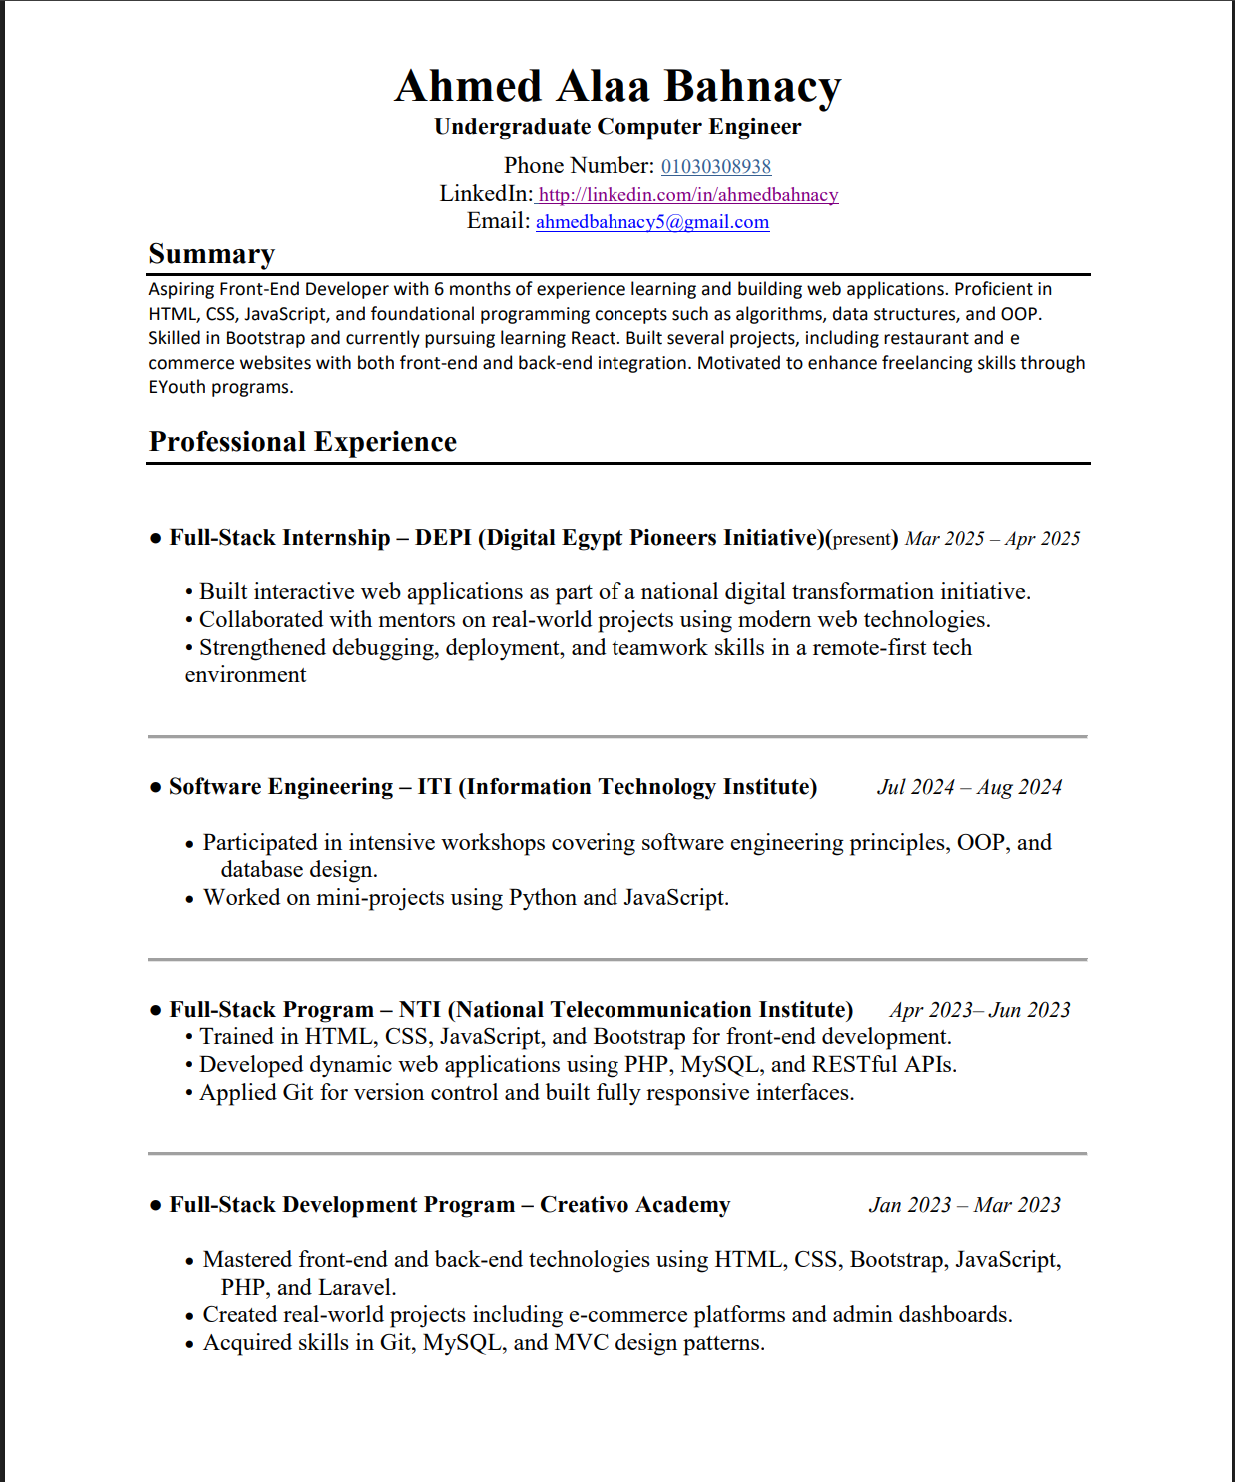 Ahmed Alaa Bahnacy
Undergraduate Computer Engineer
Phone Number: 01030308938
LinkedIn: http://linkedin.com/in/ahmedbahnacy
Email: ahmedbahnacy5@gmail.com
Summary
Aspiring Front-End Developer with 6 months of experience learning and building web applications. Proficient in
HTML, CSS, JavaScript, and foundational programming concepts such as algorithms, data structures, and OOP.
Skilled in Bootstrap and currently pursuing learning React. Built several projects, including restaurant and e
commerce websites with both front-end and back-end integration. Motivated to enhance freelancing skills through
EYouth programs.
Professional Experience
● Full-Stack Internship – DEPI (Digital Egypt Pioneers Initiative)(present) Mar 2025 – Apr 2025
• Built interactive web applications as part of a national digital transformation initiative.
• Collaborated with mentors on real-world projects using modern web technologies.
• Strengthened debugging, deployment, and teamwork skills in a remote-first tech
environment
● Software Engineering – ITI (Information Technology Institute) Jul 2024 – Aug 2024
• Participated in intensive workshops covering software engineering principles, OOP, and
database design.
• Worked on mini-projects using Python and JavaScript.
● Full-Stack Program – NTI (National Telecommunication Institute) Apr 2023– Jun 2023
• Trained in HTML, CSS, JavaScript, and Bootstrap for front-end development.
• Developed dynamic web applications using PHP, MySQL, and RESTful APIs.
• Applied Git for version control and built fully responsive interfaces.
● Full-Stack Development Program – Creativo Academy Jan 2023 – Mar 2023
• Mastered front-end and back-end technologies using HTML, CSS, Bootstrap, JavaScript,
PHP, and Laravel.
• Created real-world projects including e-commerce platforms and admin dashboards.
• Acquired skills in Git, MySQL, and MVC design patterns.